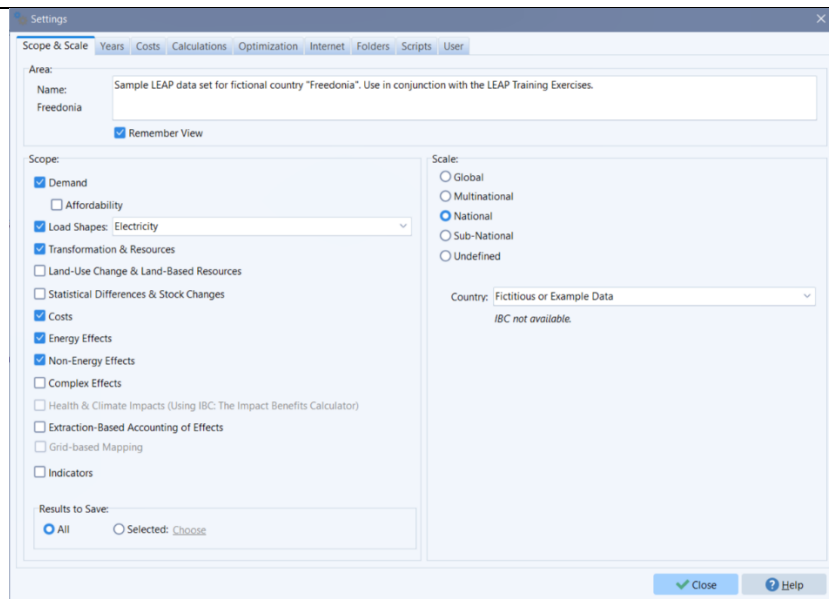 Settings
Scope & Scale Years Costs Calculations Optimization Internet Folders Scripts User
Area:
Name:
Freedonia
Sample LEAP data set for fictional country "Freedonia". Use in conjunction with the LEAP Training Exercises.
Remember View
Scope:
Demand
Affordability
Load Shapes: Electricity
Transformation & Resources
Land-Use Change & Land-Based Resources
Statistical Differences & Stock Changes
Costs
Energy Effects
Non-Energy Effects
Complex Effects
Health & Climate Impacts (Using IBC: The Impact Benefits Calculator)
Extraction-Based Accounting of Effects
Grid-based Mapping
Indicators
Results to Save:
All Selected: Choose
Scale:
Global
Multinational
National
Sub-National
Undefined
Country: Fictitious or Example Data
IBC not available.
Close Help